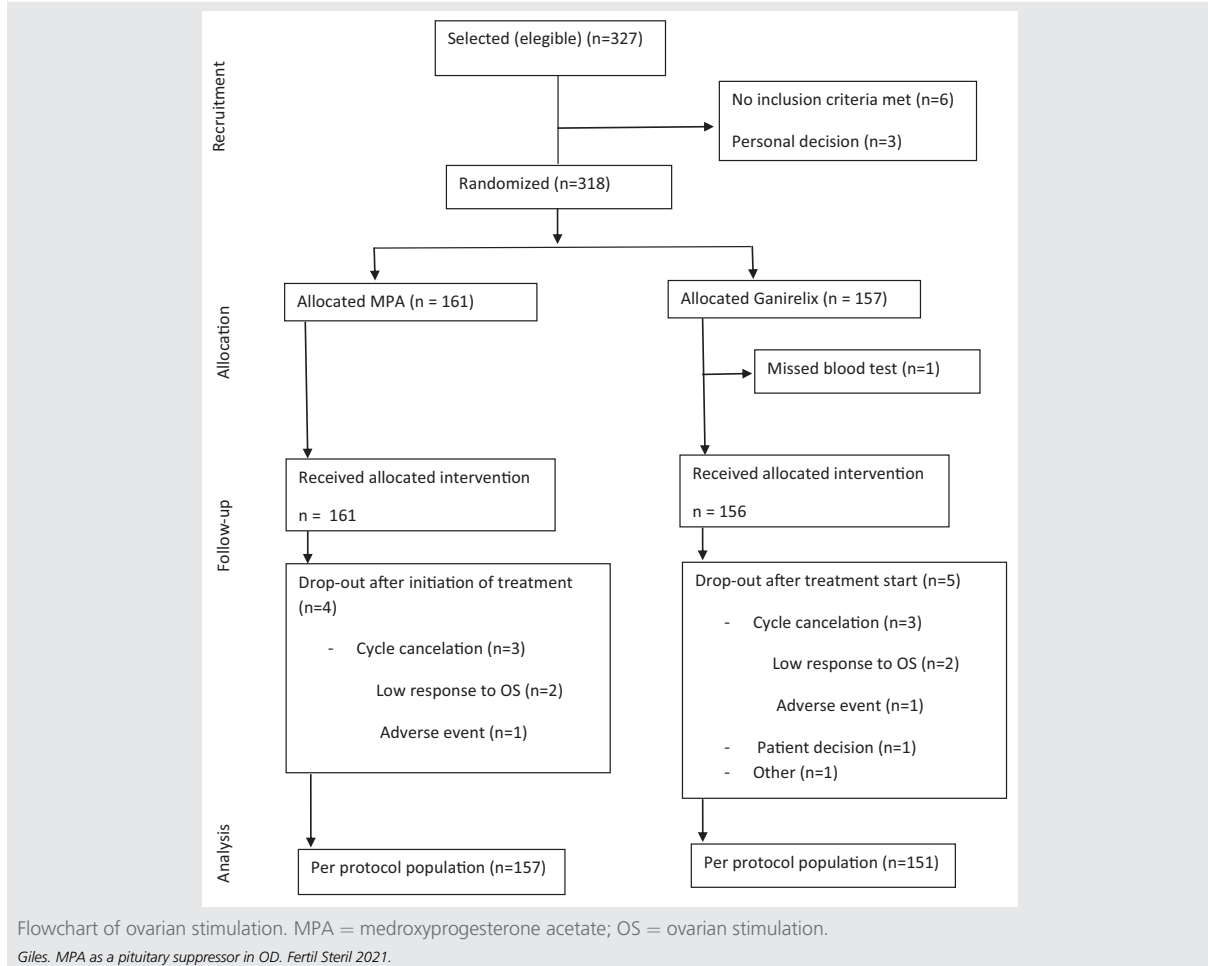 Selected (elegible) (n=327)
Recruitment
No inclusion criteria met (n=6)
Personal decision (n=3)
Randomized (n=318)
Allocation
Allocated MPA (n = 161)
Allocated Ganirelix (n = 157)
Missed blood test (n=1)
Follow-up
Received allocated intervention
n = 161
Received allocated intervention
n = 156
Drop-out after initiation of treatment
(n=4)
- Cycle cancelation (n=3)
Low response to OS (n=2)
Adverse event (n=1)
Drop-out after treatment start (n=5)
- Cycle cancelation (n=3)
Low response to OS (n=2)
Adverse event (n=1)
- Patient decision (n=1)
- Other (n=1)
Analysis
Per protocol population (n=157)
Per protocol population (n=151)
Flowchart of ovarian stimulation. MPA = medroxyprogesterone acetate; OS = ovarian stimulation.
Giles. MPA as a pituitary suppressor in OD. Fertil Steril 2021.